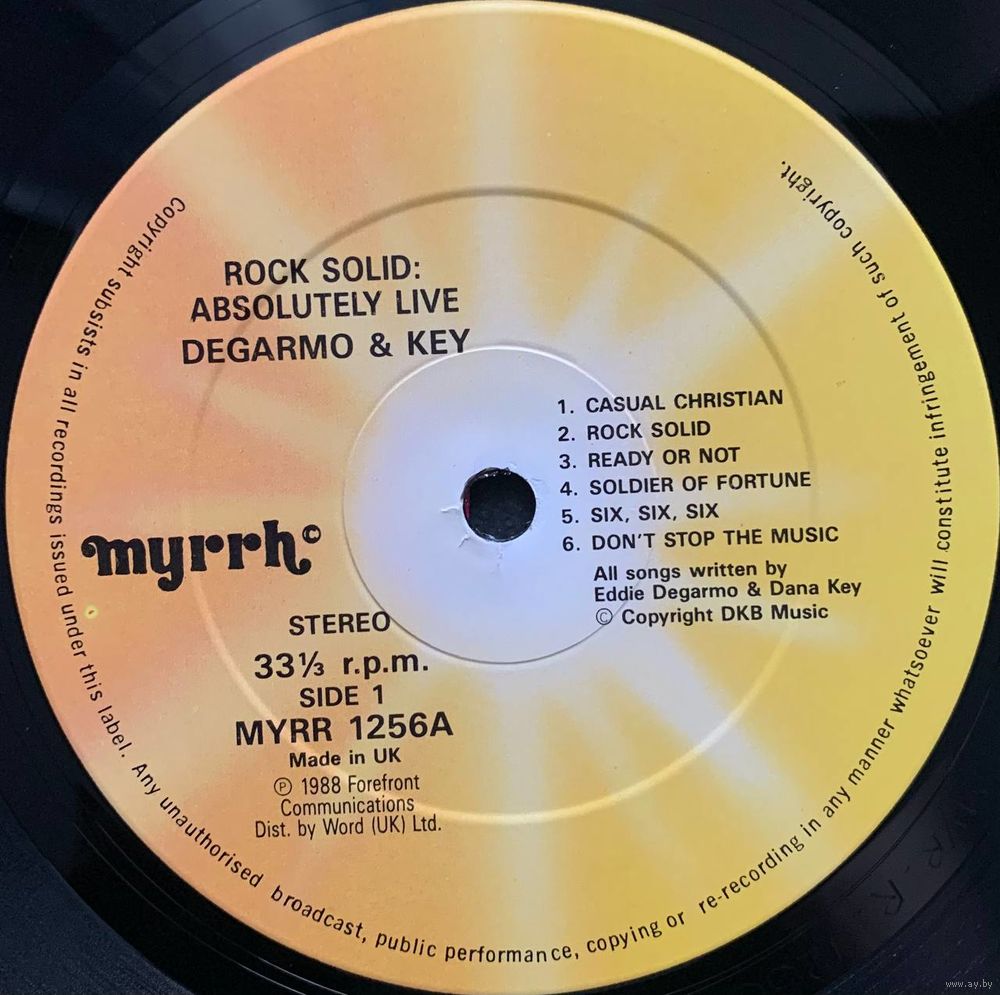 ROCK SOLID:
ABSOLUTELY LIVE
DEGARMO & KEY
1. CASUAL CHRISTIAN
2. ROCK SOLID
3. READY OR NOT
4. SOLDIER OF FORTUNE
5. SIX, SIX, SIX
6. DON'T STOP THE MUSIC
All songs written by
Eddie Degarmo & Dana Key
© Copyright DKB Music
myrrh©
STEREO
33⅓ r.p.m.
SIDE 1
MYRR 1256A
Made in UK
℗ 1988 Forefront
Communications
Dist. by Word (UK) Ltd.
Copyright subsists in all recordings issued under this label. Any unauthorised broadcast, public performance, copying or re-recording in any manner whatsoever will constitute infringement of such copyright.
www.ay.by